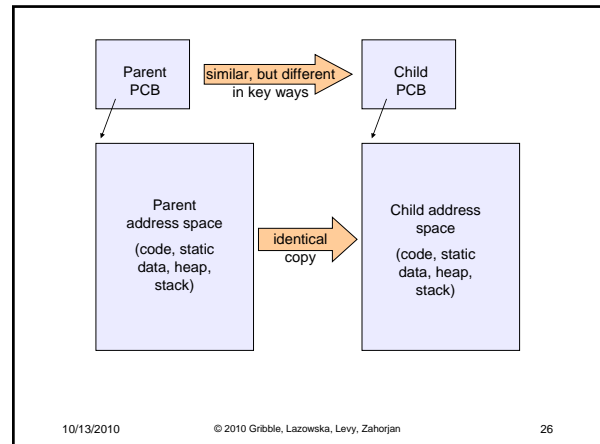 Parent
PCB
similar, but different
in key ways
Child
PCB
Parent
address space
(code, static
data, heap,
stack)
identical
copy
Child address
space
(code, static
data, heap,
stack)
10/13/2010
© 2010 Gribble, Lazowska, Levy, Zahorjan
26